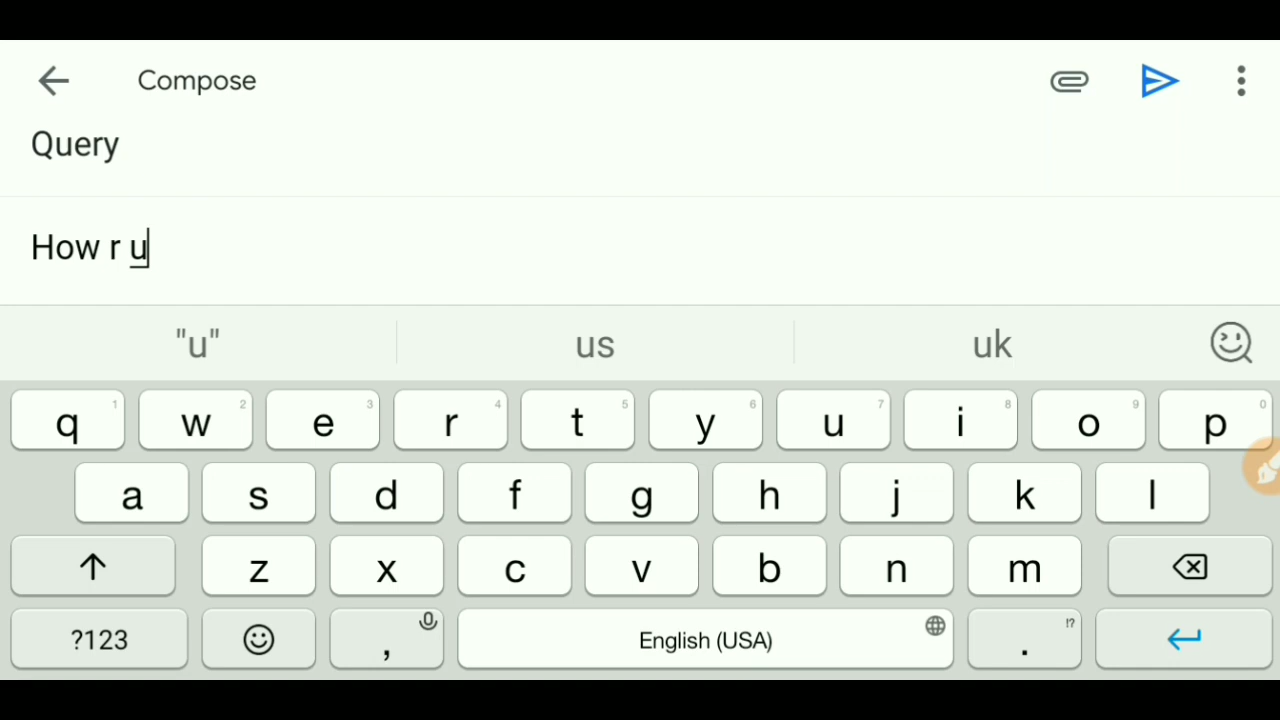 Compose
Query
How r u
"u" us uk
q 1 w 2 e 3 r 4 t 5 y 6 u 7 i 8 o 9 p 0
a s d f g h j k l
z x c v b n m
?123 , English (USA) . !?